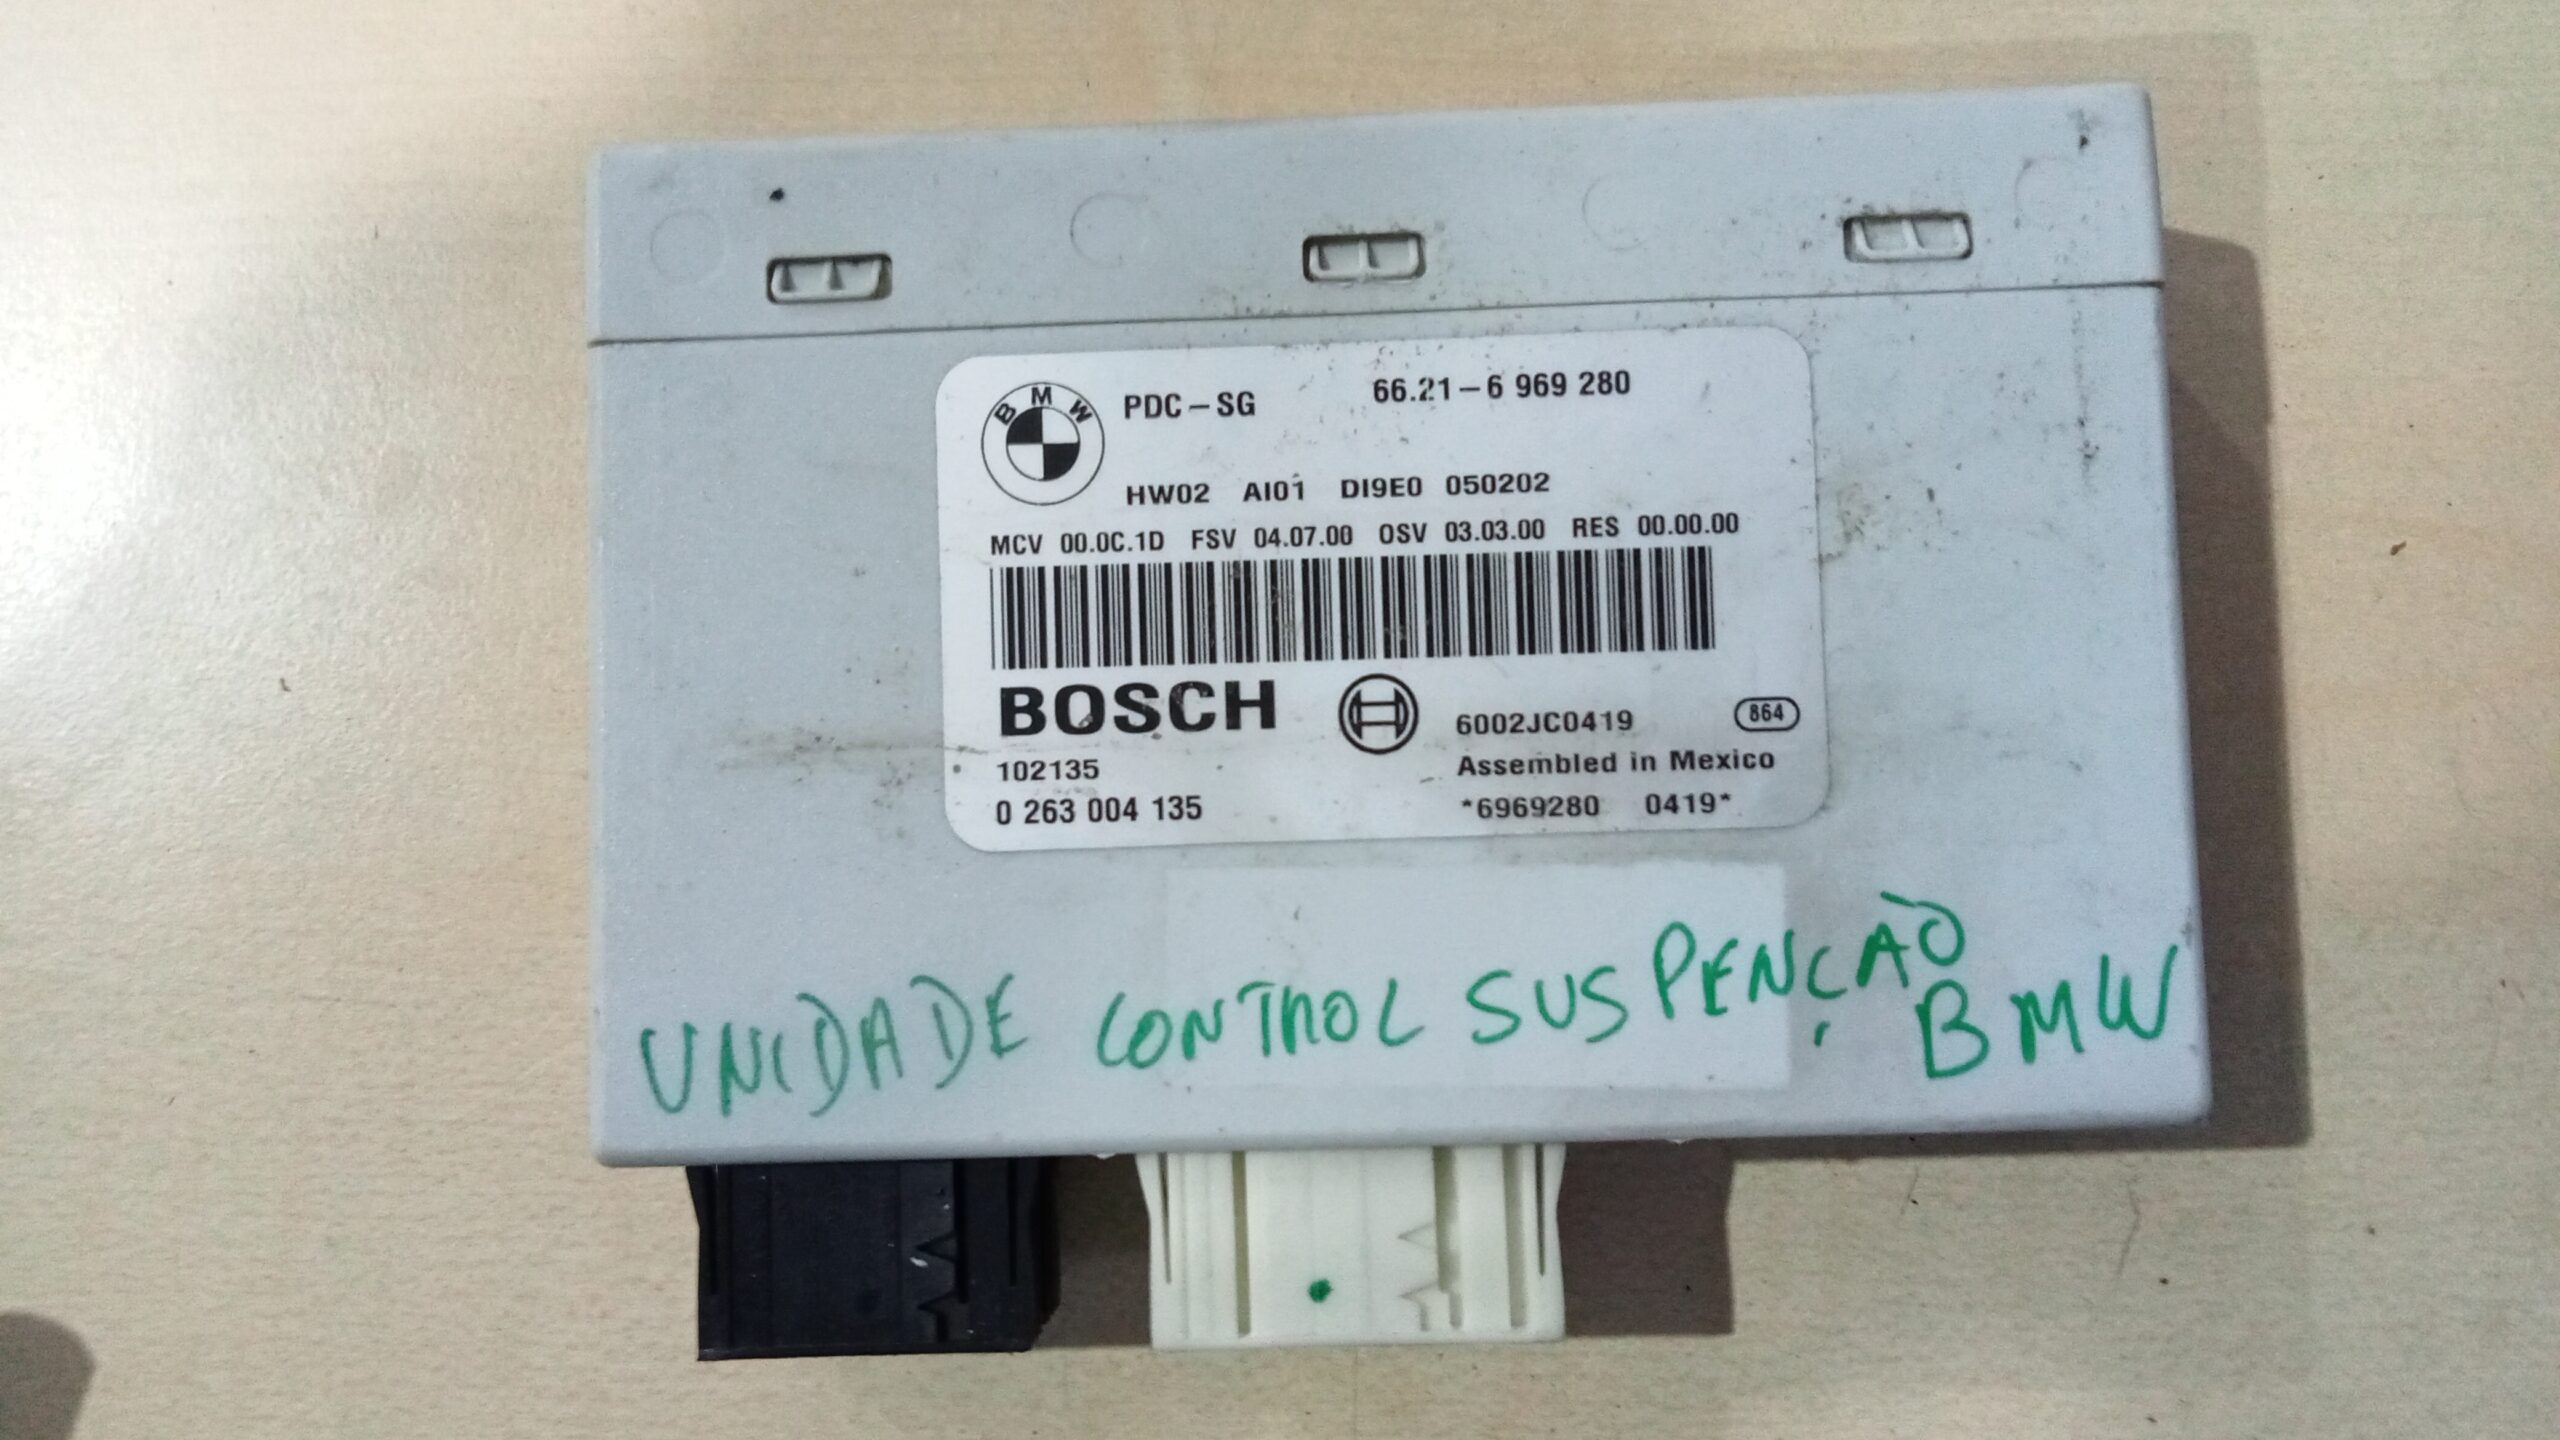 BMW
PDC-SG 66.21-6 969 280
HW02 AI01 DI9E0 050202
MCV 00.0C.1D FSV 04.07.00 OSV 03.03.00 RES 00.00.00
BOSCH 6002JC0419 864
102135 Assembled in Mexico
0 263 004 135 *6969280 0419*
UNIDADE CONTROL SUSPENÇÃO
BMW